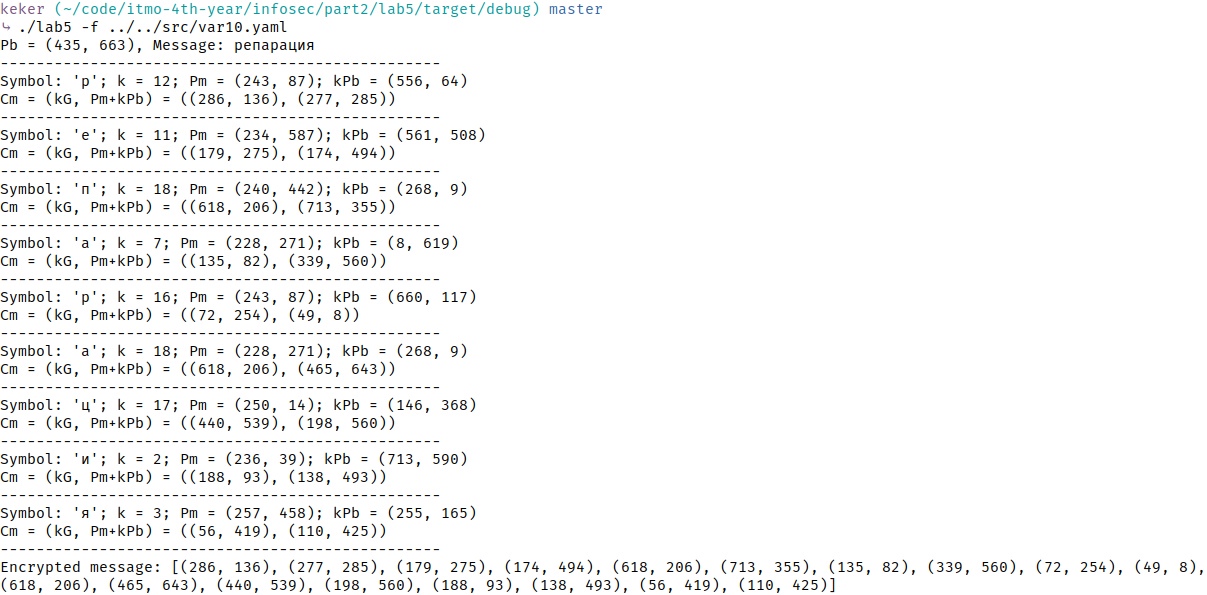 keker (~/code/itmo-4th-year/infosec/part2/lab5/target/debug) master
↳ ./lab5 -f ../../src/var10.yaml
Pb = (435, 663), Message: репарация
-------------------------------------------------
Symbol: 'р'; k = 12; Pm = (243, 87); kPb = (556, 64)
Cm = (kG, Pm+kPb) = ((286, 136), (277, 285))
-------------------------------------------------
Symbol: 'е'; k = 11; Pm = (234, 587); kPb = (561, 508)
Cm = (kG, Pm+kPb) = ((179, 275), (174, 494))
-------------------------------------------------
Symbol: 'п'; k = 18; Pm = (240, 442); kPb = (268, 9)
Cm = (kG, Pm+kPb) = ((618, 206), (713, 355))
-------------------------------------------------
Symbol: 'а'; k = 7; Pm = (228, 271); kPb = (8, 619)
Cm = (kG, Pm+kPb) = ((135, 82), (339, 560))
-------------------------------------------------
Symbol: 'р'; k = 16; Pm = (243, 87); kPb = (660, 117)
Cm = (kG, Pm+kPb) = ((72, 254), (49, 8))
-------------------------------------------------
Symbol: 'а'; k = 18; Pm = (228, 271); kPb = (268, 9)
Cm = (kG, Pm+kPb) = ((618, 206), (465, 643))
-------------------------------------------------
Symbol: 'ц'; k = 17; Pm = (250, 14); kPb = (146, 368)
Cm = (kG, Pm+kPb) = ((440, 539), (198, 560))
-------------------------------------------------
Symbol: 'и'; k = 2; Pm = (236, 39); kPb = (713, 590)
Cm = (kG, Pm+kPb) = ((188, 93), (138, 493))
-------------------------------------------------
Symbol: 'я'; k = 3; Pm = (257, 458); kPb = (255, 165)
Cm = (kG, Pm+kPb) = ((56, 419), (110, 425))
-------------------------------------------------
Encrypted message: [(286, 136), (277, 285), (179, 275), (174, 494), (618, 206), (713, 355), (135, 82), (339, 560), (72, 254), (49, 8),
(618, 206), (465, 643), (440, 539), (198, 560), (188, 93), (138, 493), (56, 419), (110, 425)]